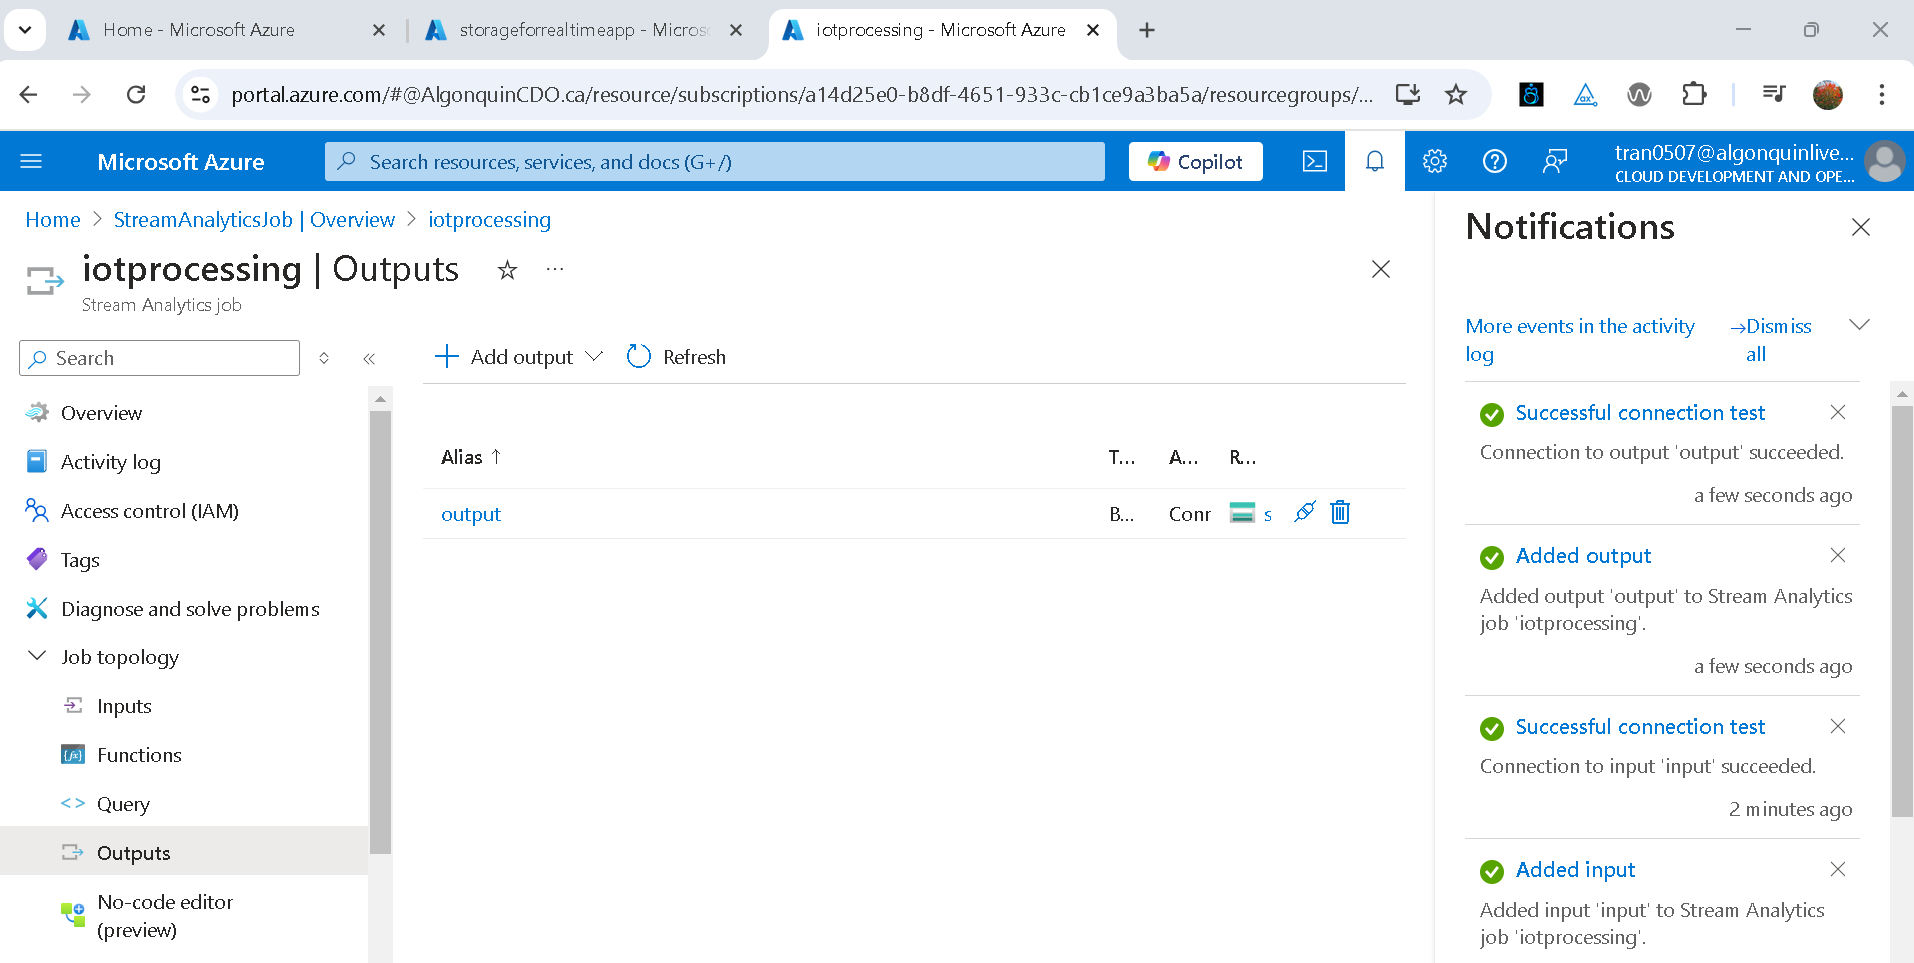 Home - Microsoft Azure
storageforrealtimeapp - Microsc
iotprocessing - Microsoft Azure
portal.azure.com/#@AlgonquinCDO.ca/resource/subscriptions/a14d25e0-b8df-4651-933c-cb1ce9a3ba5a/resourcegroups/...
Microsoft Azure
Search resources, services, and docs (G+/)
Copilot
tran0507@algonquinlive...
CLOUD DEVELOPMENT AND OPE...
Home > StreamAnalyticsJob | Overview > iotprocessing
iotprocessing | Outputs
Stream Analytics job
Search
Overview
Activity log
Access control (IAM)
Tags
Diagnose and solve problems
Job topology
Inputs
Functions
Query
Outputs
No-code editor
(preview)
Add output
Refresh
Alias ↑ T... A... R...
output B... Conr s
Notifications
More events in the activity
log
→Dismiss
all
Successful connection test
Connection to output 'output' succeeded.
a few seconds ago
Added output
Added output 'output' to Stream Analytics
job 'iotprocessing'.
a few seconds ago
Successful connection test
Connection to input 'input' succeeded.
2 minutes ago
Added input
Added input 'input' to Stream Analytics
job 'iotprocessing'.